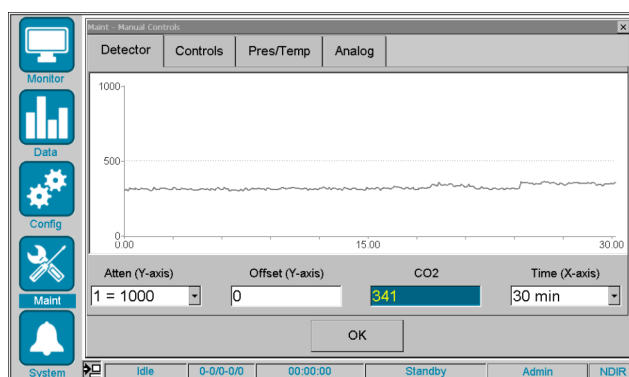 Maint - Manual Controls
Detector Controls Pres/Temp Analog
Monitor
Data
Config
Maint
System
1000
500
0
0.00 15.00 30.00
Atten (Y-axis) Offset (Y-axis) CO2 Time (X-axis)
1 = 1000 0 341 30 min
OK
Idle 0-0/0-0/0 00:00:00 Standby Admin NDIR